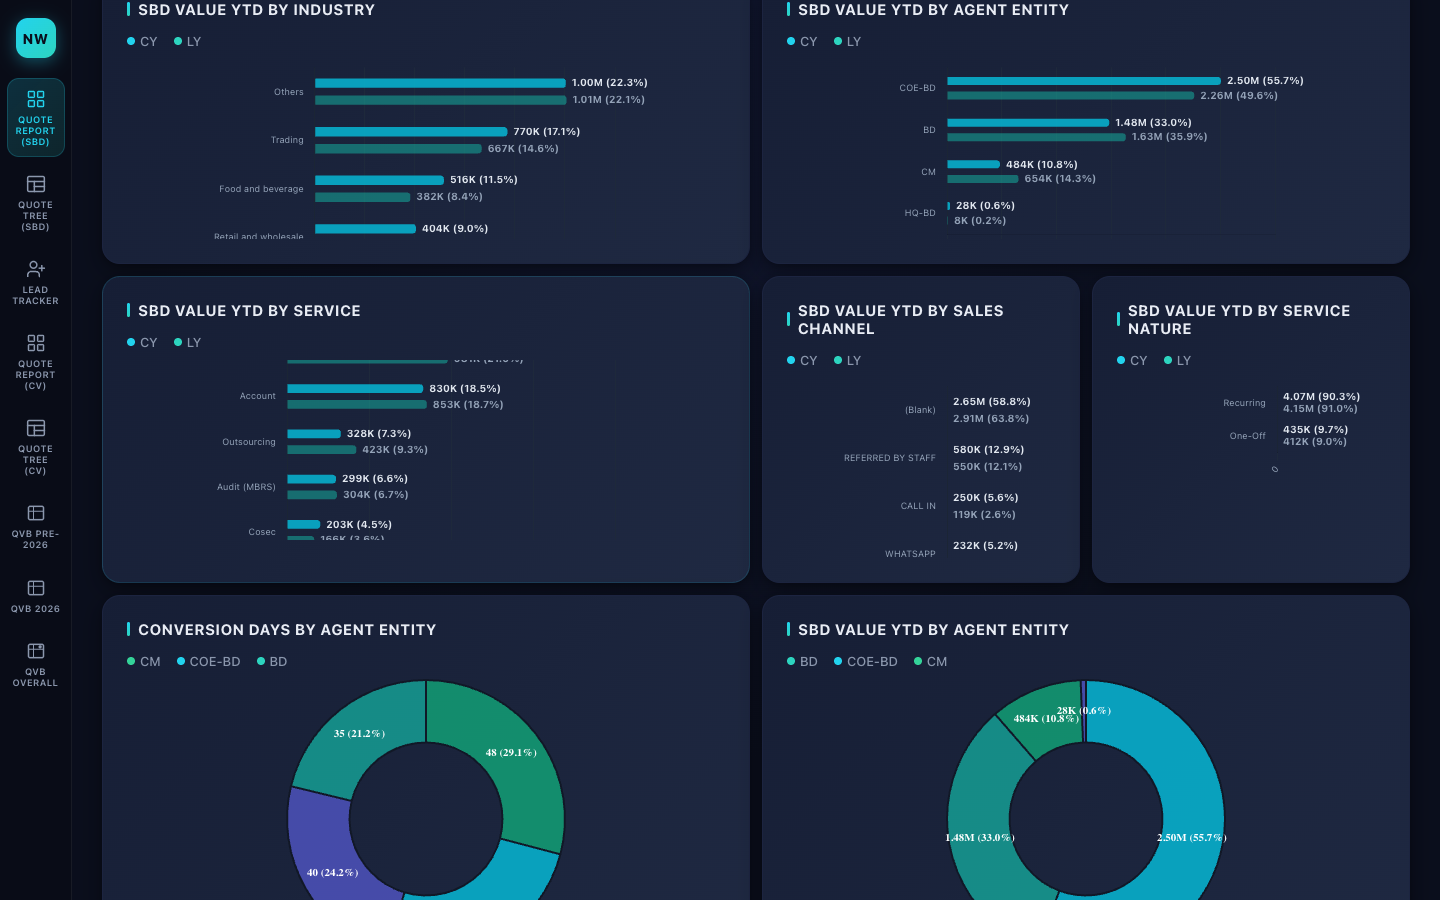 NW
QUOTE
REPORT
(SBD)
QUOTE
TREE
(SBD)
LEAD
TRACKER
QUOTE
REPORT
(CV)
QUOTE
TREE
(CV)
QVB PRE-
2026
QVB 2026
QVB
OVERALL
SBD VALUE YTD BY INDUSTRY
CY LY
Others
1.00M (22.3%)
1.01M (22.1%)
Trading
770K (17.1%)
667K (14.6%)
Food and beverage
516K (11.5%)
382K (8.4%)
Retail and wholesale
404K (9.0%)
SBD VALUE YTD BY AGENT ENTITY
CY LY
COE-BD
2.50M (55.7%)
2.26M (49.6%)
BD
1.48M (33.0%)
1.63M (35.9%)
CM
484K (10.8%)
654K (14.3%)
HQ-BD
28K (0.6%)
8K (0.2%)
SBD VALUE YTD BY SERVICE
CY LY
Account
830K (18.5%)
853K (18.7%)
Outsourcing
328K (7.3%)
423K (9.3%)
Audit (MBRS)
299K (6.6%)
304K (6.7%)
Cosec
203K (4.5%)
166K (3.6%)
SBD VALUE YTD BY SALES
CHANNEL
CY LY
(Blank)
2.65M (58.8%)
2.91M (63.8%)
REFERRED BY STAFF
580K (12.9%)
550K (12.1%)
CALL IN
250K (5.6%)
119K (2.6%)
WHATSAPP
232K (5.2%)
SBD VALUE YTD BY SERVICE
NATURE
CY LY
Recurring
4.07M (90.3%)
4.15M (91.0%)
One-Off
435K (9.7%)
412K (9.0%)
0
CONVERSION DAYS BY AGENT ENTITY
CM COE-BD BD
35 (21.2%)
48 (29.1%)
40 (24.2%)
SBD VALUE YTD BY AGENT ENTITY
BD COE-BD CM
28K (0.6%)
484K (10.8%)
1.48M (33.0%)
2.50M (55.7%)